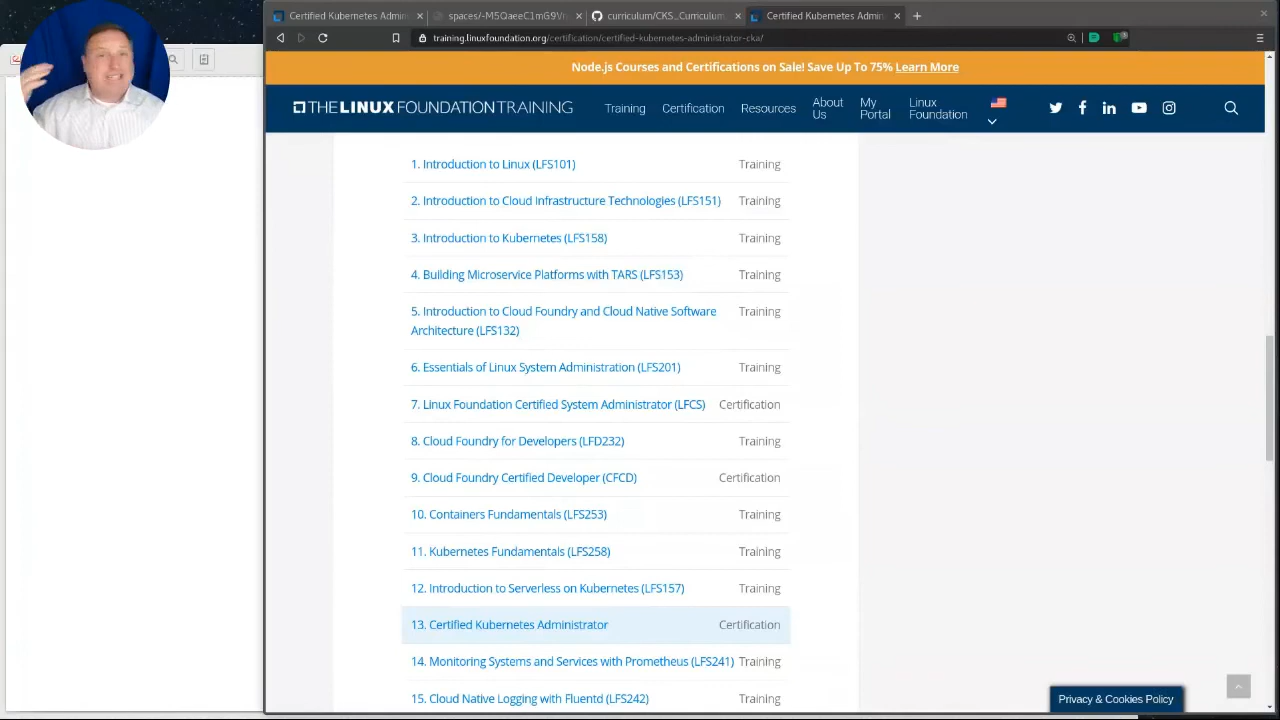 Certified Kubernetes Admin
spaces/-M5QaeeC1mG9V
curriculum/CKS_Curriculum
Certified Kubernetes Admin
training.linuxfoundation.org/certification/certified-kubernetes-administrator-cka/
Node.js Courses and Certifications on Sale! Save Up To 75% Learn More
THE LINUX FOUNDATION TRAINING
Training
Certification
Resources
About Us
My Portal
Linux Foundation
1. Introduction to Linux (LFS101) Training
2. Introduction to Cloud Infrastructure Technologies (LFS151) Training
3. Introduction to Kubernetes (LFS158) Training
4. Building Microservice Platforms with TARS (LFS153) Training
5. Introduction to Cloud Foundry and Cloud Native Software Training
Architecture (LFS132)
6. Essentials of Linux System Administration (LFS201) Training
7. Linux Foundation Certified System Administrator (LFCS) Certification
8. Cloud Foundry for Developers (LFD232) Training
9. Cloud Foundry Certified Developer (CFCD) Certification
10. Containers Fundamentals (LFS253) Training
11. Kubernetes Fundamentals (LFS258) Training
12. Introduction to Serverless on Kubernetes (LFS157) Training
13. Certified Kubernetes Administrator Certification
14. Monitoring Systems and Services with Prometheus (LFS241) Training
15. Cloud Native Logging with Fluentd (LFS242) Training
Privacy & Cookies Policy